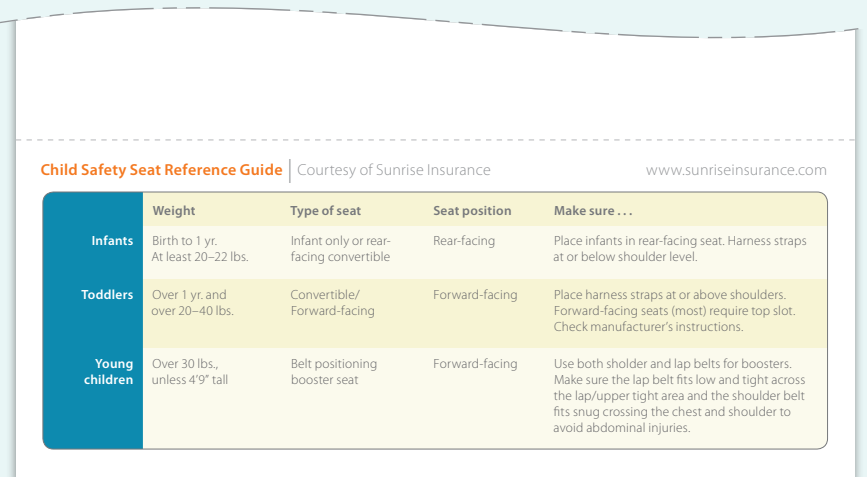 Child Safety Seat Reference Guide | Courtesy of Sunrise Insurance www.sunriseinsurance.com
Weight Type of seat Seat position Make sure . . .
Infants Birth to 1 yr. Infant only or rear- Rear-facing Place infants in rear-facing seat. Harness straps
At least 20–22 lbs. facing convertible at or below shoulder level.
Toddlers Over 1 yr. and Convertible/ Forward-facing Place harness straps at or above shoulders.
over 20–40 lbs. Forward-facing Forward-facing seats (most) require top slot.
Check manufacturer's instructions.
Young Over 30 lbs., Belt positioning Forward-facing Use both sholder and lap belts for boosters.
children unless 4'9" tall booster seat Make sure the lap belt fits low and tight across
the lap/upper tight area and the shoulder belt
fits snug crossing the chest and shoulder to
avoid abdominal injuries.